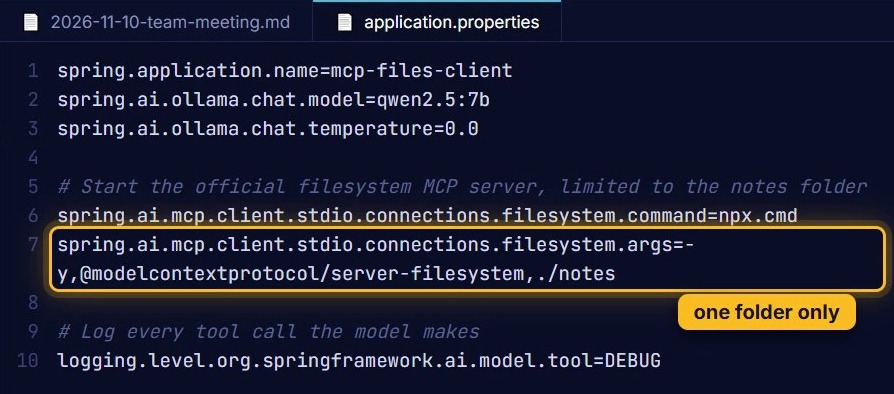 2026-11-10-team-meeting.md
application.properties
1 spring.application.name=mcp-files-client
2 spring.ai.ollama.chat.model=qwen2.5:7b
3 spring.ai.ollama.chat.temperature=0.0
4
5 # Start the official filesystem MCP server, limited to the notes folder
6 spring.ai.mcp.client.stdio.connections.filesystem.command=npx.cmd
7 spring.ai.mcp.client.stdio.connections.filesystem.args=-
y,@modelcontextprotocol/server-filesystem,./notes
8
one folder only
9 # Log every tool call the model makes
10 logging.level.org.springframework.ai.model.tool=DEBUG